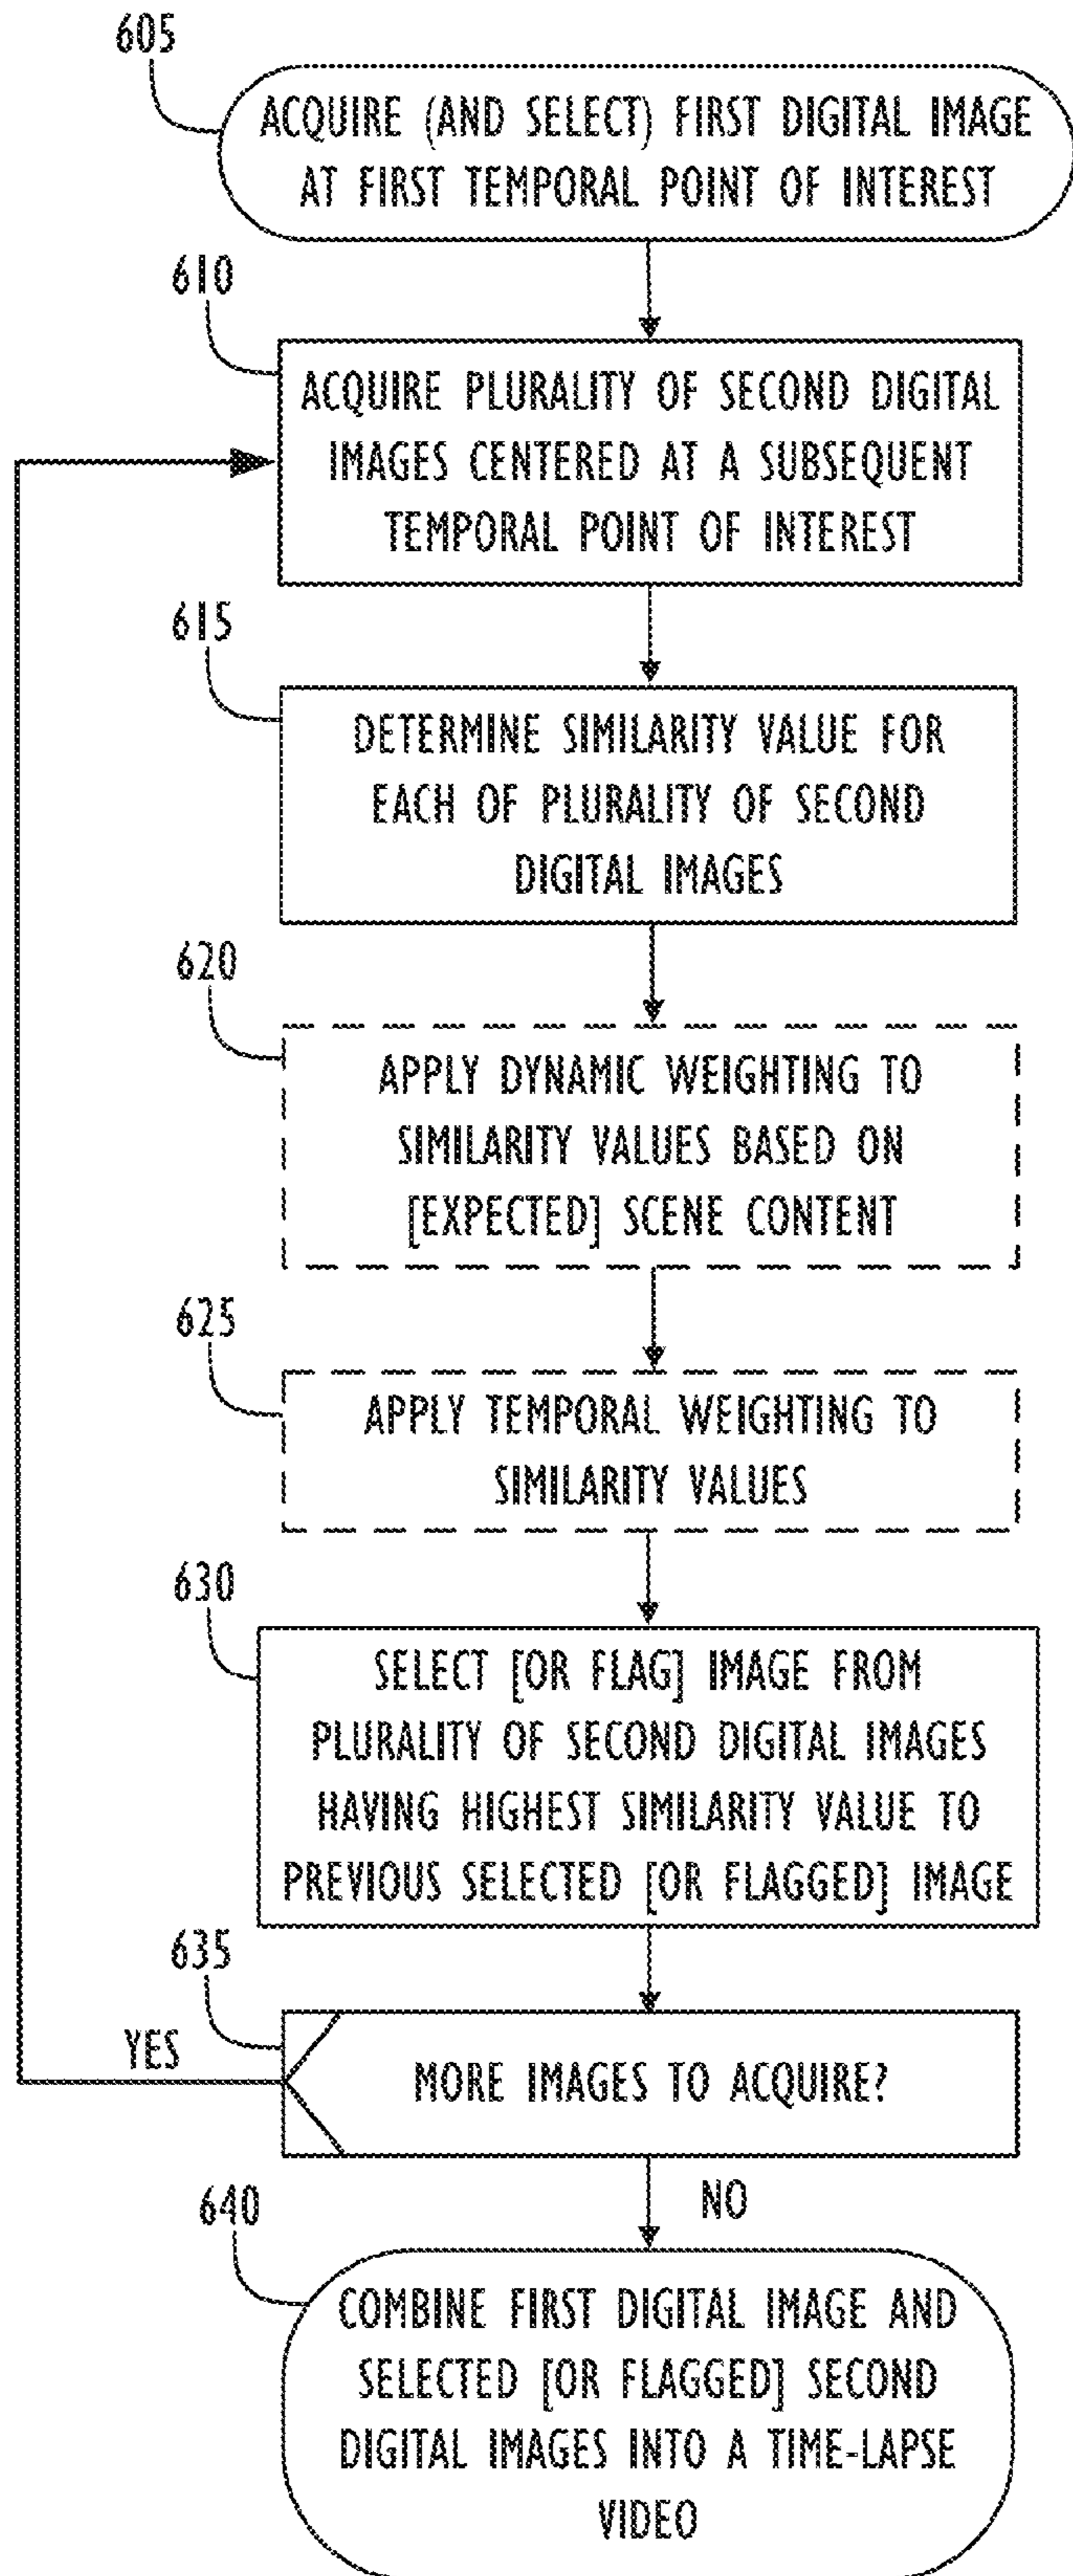 605
ACQUIRE (AND SELECT) FIRST DIGITAL IMAGE
AT FIRST TEMPORAL POINT OF INTEREST
610
ACQUIRE PLURALITY OF SECOND DIGITAL
IMAGES CENTERED AT A SUBSEQUENT
TEMPORAL POINT OF INTEREST
615
DETERMINE SIMILARITY VALUE FOR
EACH OF PLURALITY OF SECOND
DIGITAL IMAGES
620
APPLY DYNAMIC WEIGHTING TO
SIMILARITY VALUES BASED ON
[EXPECTED] SCENE CONTENT
625
APPLY TEMPORAL WEIGHTING TO
SIMILARITY VALUES
630
SELECT [OR FLAG] IMAGE FROM
PLURALITY OF SECOND DIGITAL IMAGES
HAVING HIGHEST SIMILARITY VALUE TO
PREVIOUS SELECTED [OR FLAGGED] IMAGE
635
YES
MORE IMAGES TO ACQUIRE?
NO
640
COMBINE FIRST DIGITAL IMAGE AND
SELECTED [OR FLAGGED] SECOND
DIGITAL IMAGES INTO A TIME-LAPSE
VIDEO